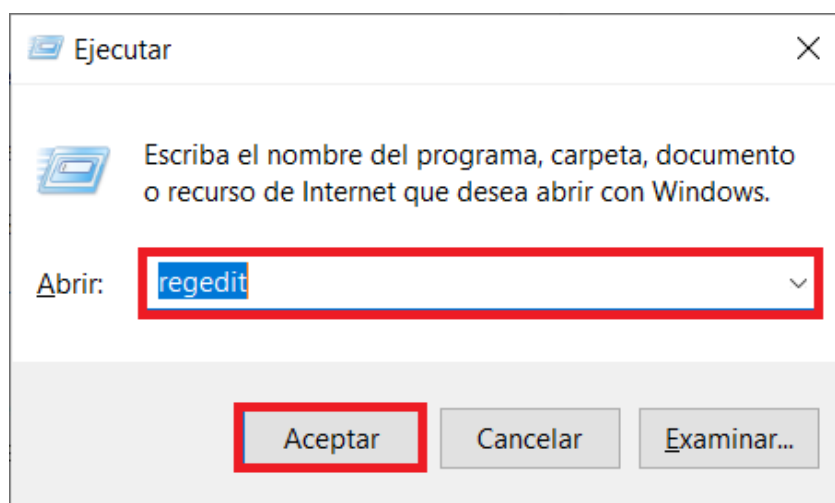 Ejecutar
Escriba el nombre del programa, carpeta, documento
o recurso de Internet que desea abrir con Windows.
Abrir: regedit
Aceptar Cancelar Examinar...